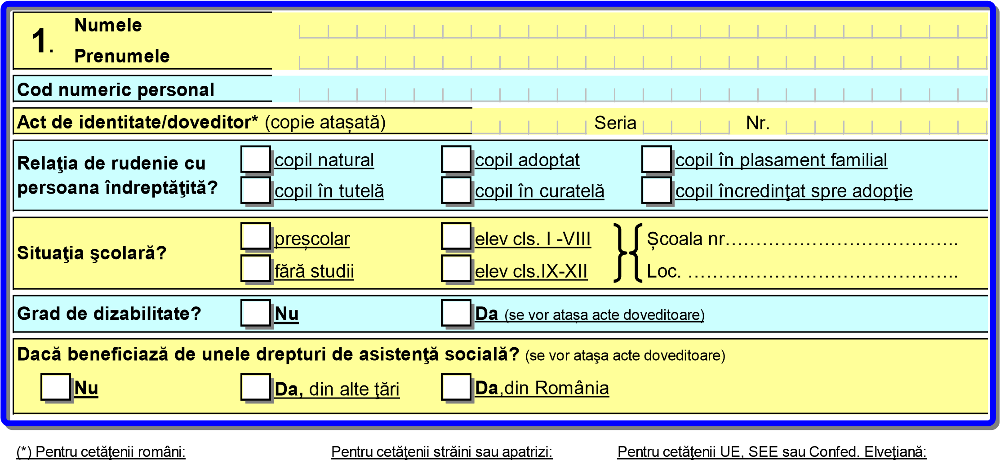 1. Numele
Prenumele
Cod numeric personal
Act de identitate/doveditor* (copie atașată) Seria Nr.
Relaţia de rudenie cu persoana îndreptăţită?
copil natural copil adoptat copil în plasament familial
copil în tutelă copil în curatelă copil încredinţat spre adopţie
Situaţia şcolară?
preșcolar elev cls. I -VIII Școala nr……………………………….
fără studii elev cls.IX-XII Loc. …………………………………….
Grad de dizabilitate? Nu Da (se vor atașa acte doveditoare)
Dacă beneficiază de unele drepturi de asistenţă socială? (se vor ataşa acte doveditoare)
Nu Da, din alte ţări Da,din România
(*) Pentru cetăţenii români: Pentru cetăţenii străini sau apatrizi: Pentru cetăţenii UE, SEE sau Confed. Elveţiană: